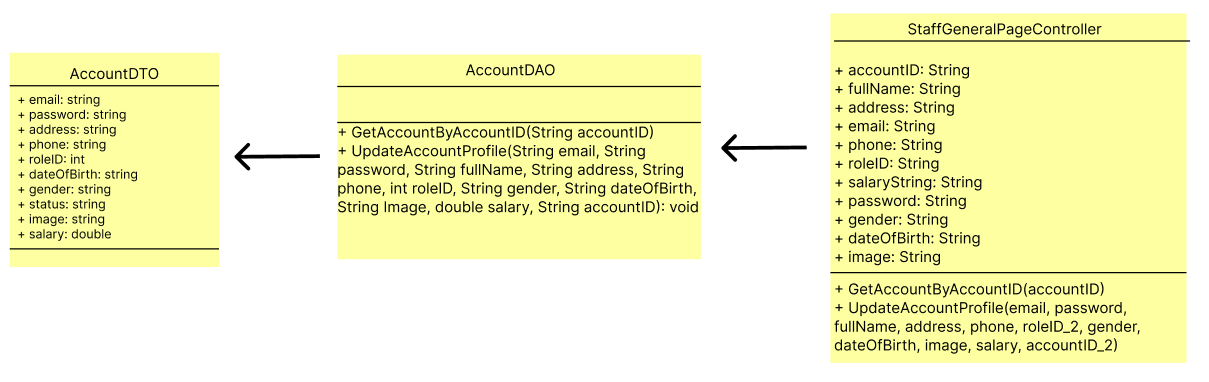 AccountDTO
+ email: string
+ password: string
+ address: string
+ phone: string
+ roleID: int
+ dateOfBirth: string
+ gender: string
+ status: string
+ image: string
+ salary: double
AccountDAO
+ GetAccountByAccountID(String accountID)
+ UpdateAccountProfile(String email, String
password, String fullName, String address, String
phone, int roleID, String gender, String dateOfBirth,
String Image, double salary, String accountID): void
StaffGeneralPageController
+ accountID: String
+ fullName: String
+ address: String
+ email: String
+ phone: String
+ roleID: String
+ salaryString: String
+ password: String
+ gender: String
+ dateOfBirth: String
+ image: String
+ GetAccountByAccountID(accountID)
+ UpdateAccountProfile(email, password,
fullName, address, phone, roleID_2, gender,
dateOfBirth, image, salary, accountID_2)